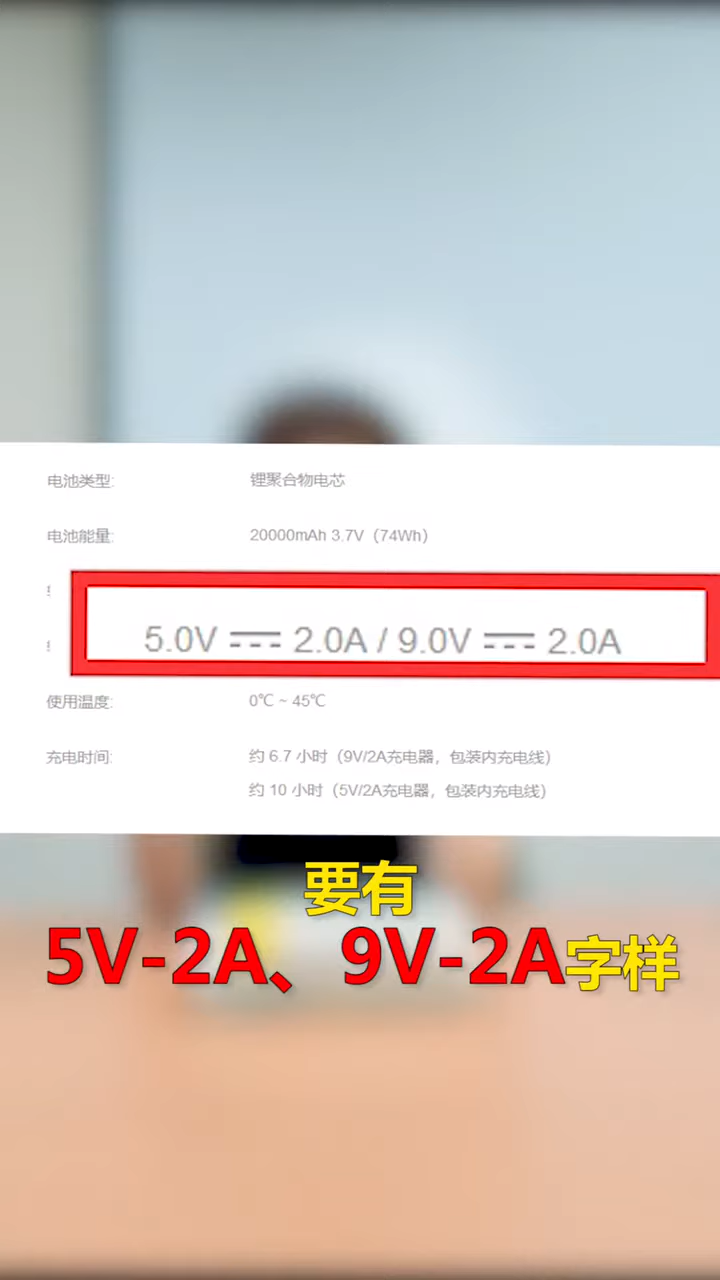 电池类型: 锂聚合物电芯
电池能量: 20000mAh 3.7V（74Wh）
5.0V ⎓ 2.0A / 9.0V ⎓ 2.0A
使用温度: 0℃ ~ 45℃
充电时间: 约 6.7 小时（9V/2A充电器，包装内充电线）
约 10 小时（5V/2A充电器，包装内充电线）
要有
5V-2A、9V-2A字样